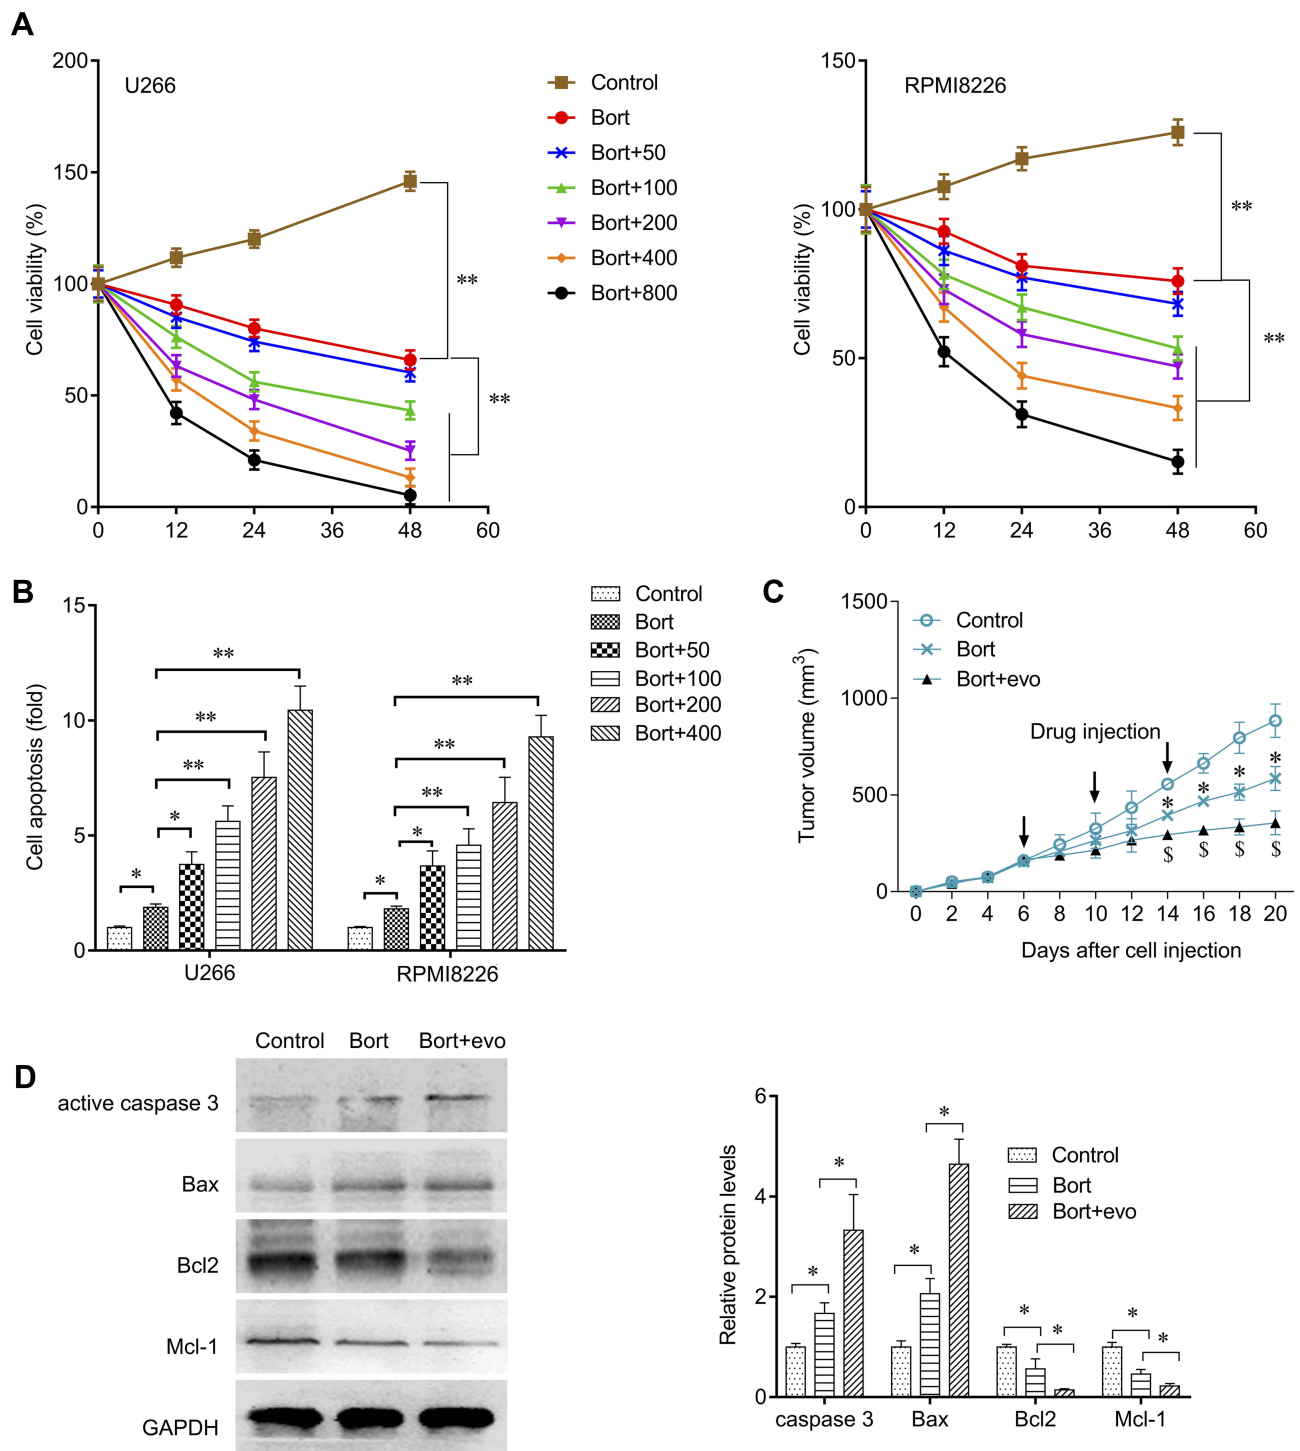 A
U266
Cell viability (%)
200
150
100
50
0
0 12 24 36 48 60
**
**
Control
Bort
Bort+50
Bort+100
Bort+200
Bort+400
Bort+800
RPMI8226
Cell viability (%)
150
100
50
0
0 12 24 36 48 60
**
**
B
Cell apoptosis (fold)
15
10
5
0
* * ** ** **
* * ** ** **
U266 RPMI8226
Control
Bort
Bort+50
Bort+100
Bort+200
Bort+400
C
Tumor volume (mm3)
1500
1000
500
0
Control
Bort
Bort+evo
Drug injection
* * * *
$ $ $ $
0 2 4 6 8 10 12 14 16 18 20
Days after cell injection
D
Control Bort Bort+evo
active caspase 3
Bax
Bcl2
Mcl-1
GAPDH
Relative protein levels
6
4
2
0
* * * * * * * *
Control
Bort
Bort+evo
caspase 3 Bax Bcl2 Mcl-1